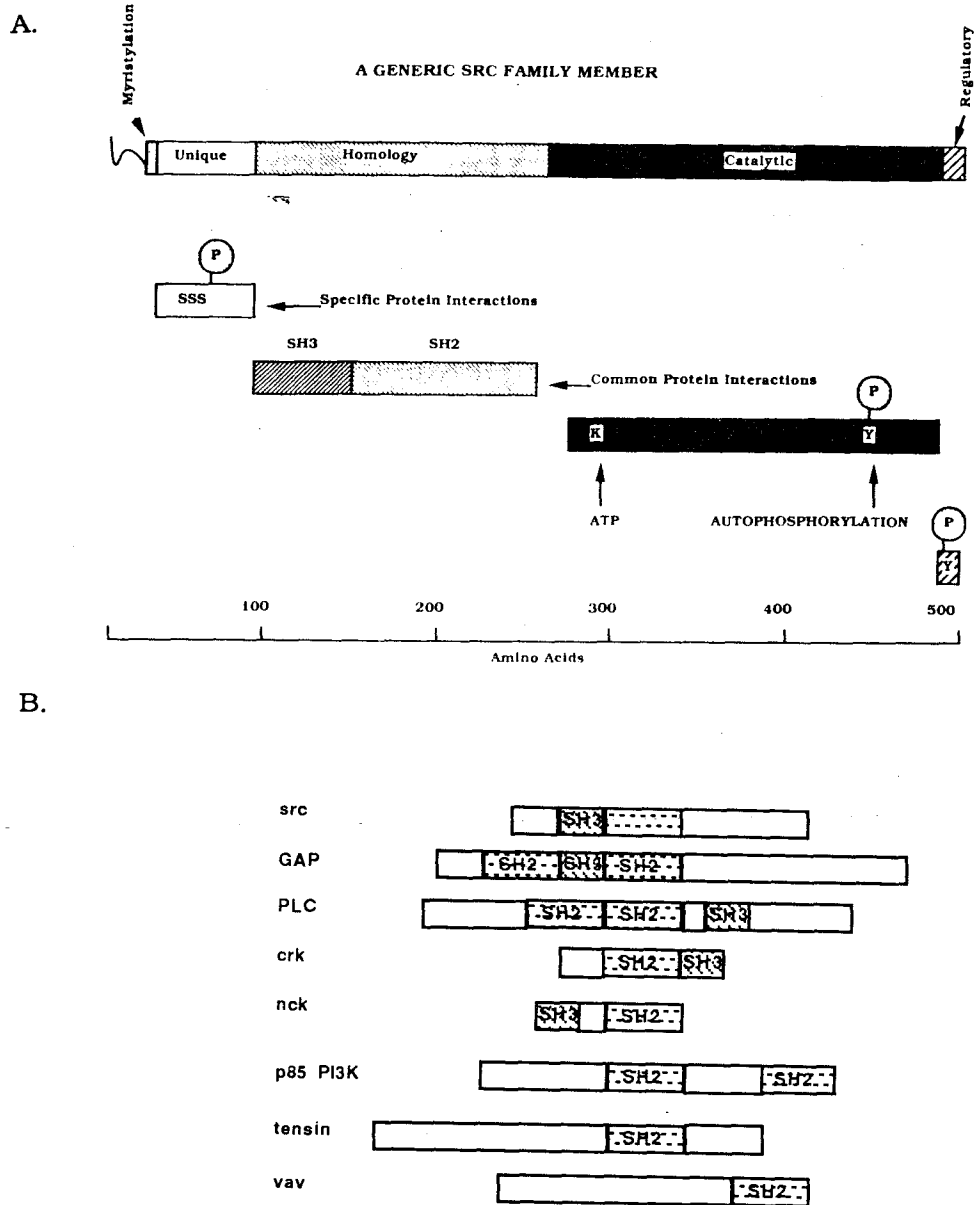 A.
Myristylation
Regulatory
A GENERIC SRC FAMILY MEMBER
Unique
Homology
Catalytic
P
SSS
Specific Protein Interactions
SH3
SH2
Common Protein Interactions
P
K
Y
ATP
AUTOPHOSPHORYLATION
P
Y
100
200
300
400
500
Amino Acids
B.
src
SH3
GAP
SH2
SH3
SH2
PLC
SH2
SH2
SH3
crk
SH2
SH3
nck
SH3
SH2
p85 PI3K
SH2
SH2
tensin
SH2
vav
SH2